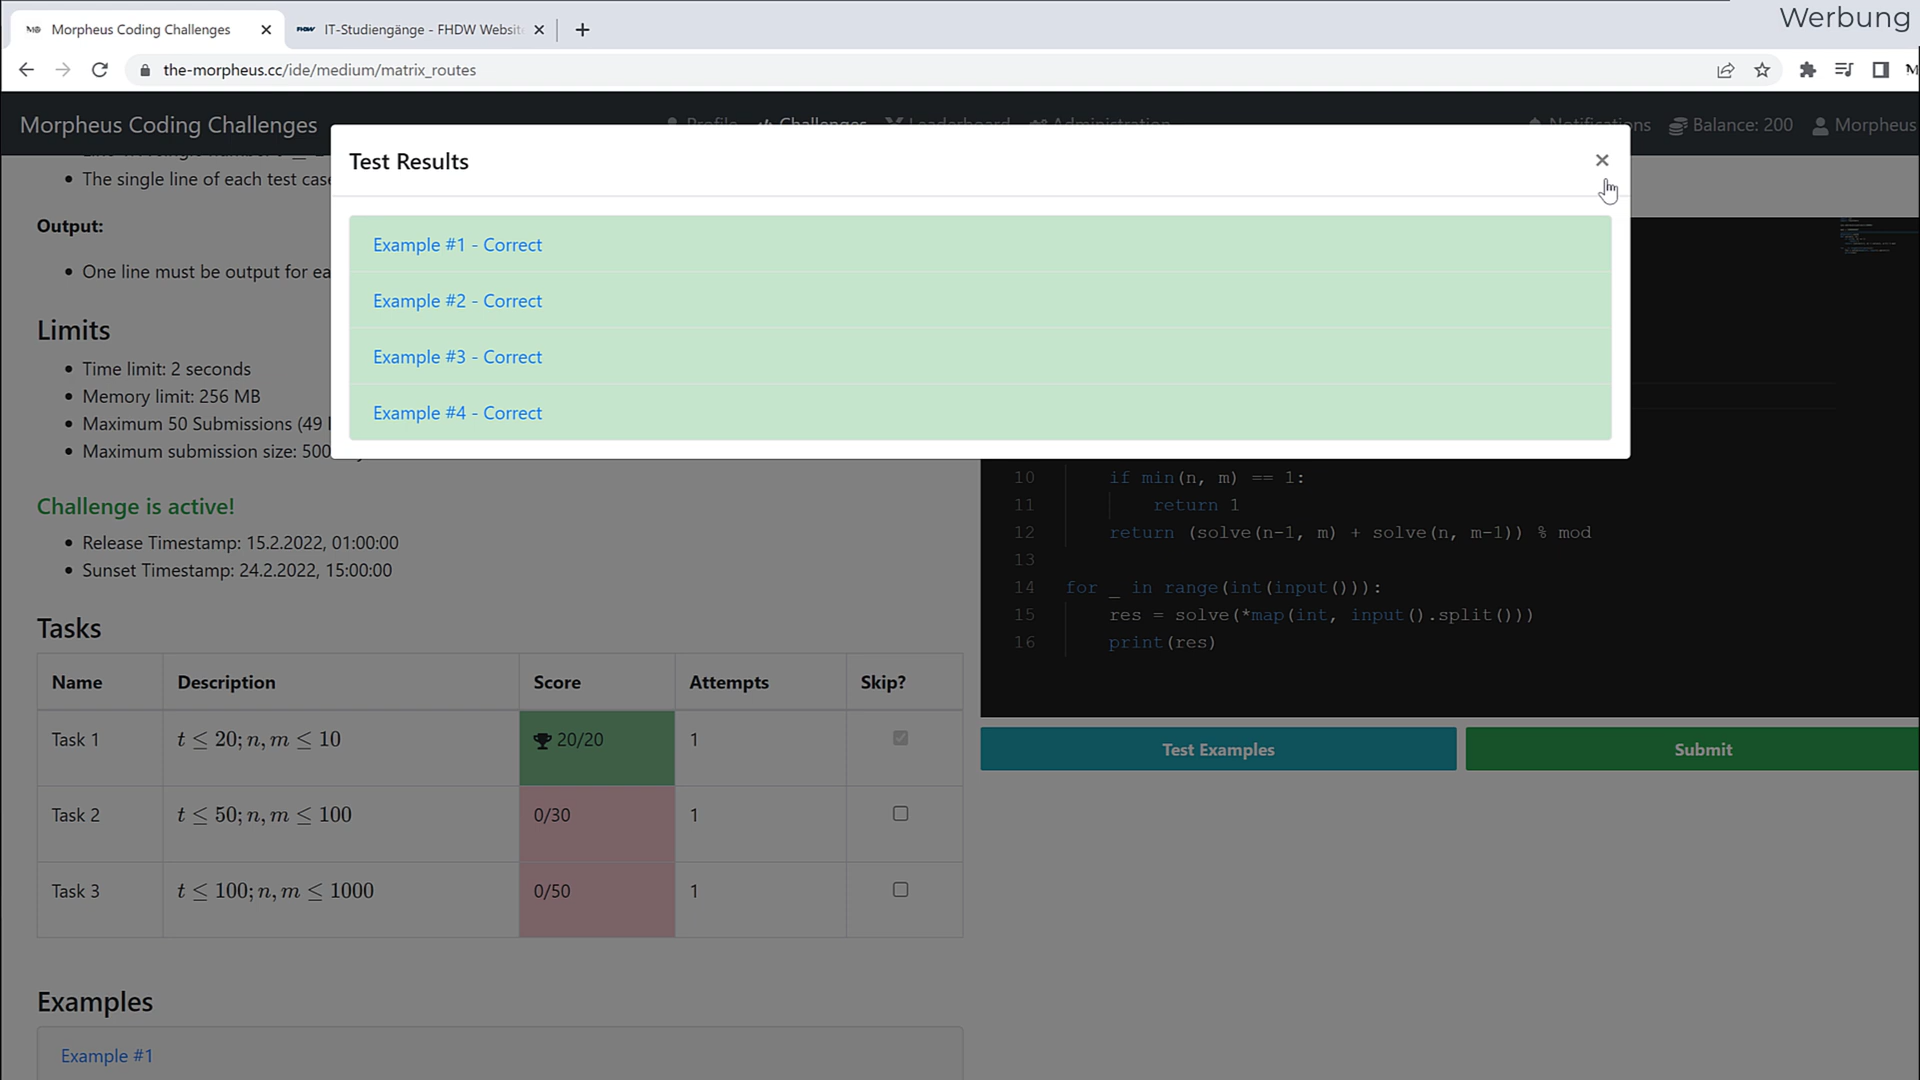 Werbung
Morpheus Coding Challenges
IT-Studiengänge - FHDW Website
the-morpheus.cc/ide/medium/matrix_routes
Morpheus Coding Challenges
Profile
Challenges
Leaderboard
Administration
Notifications
Balance: 200
Morpheus
Test Results
Example #1 - Correct
Example #2 - Correct
Example #3 - Correct
Example #4 - Correct
The single line of each test case
Output:
One line must be output for ea
Limits
Time limit: 2 seconds
Memory limit: 256 MB
Maximum 50 Submissions (49
Maximum submission size: 500
Challenge is active!
Release Timestamp: 15.2.2022, 01:00:00
Sunset Timestamp: 24.2.2022, 15:00:00
Tasks
Name Description Score Attempts Skip?
Task 1 t ≤ 20; n, m ≤ 10 20/20 1
Task 2 t ≤ 50; n, m ≤ 100 0/30 1
Task 3 t ≤ 100; n, m ≤ 1000 0/50 1
Examples
Example #1
10 if min(n, m) == 1:
11 return 1
12 return (solve(n-1, m) + solve(n, m-1)) % mod
13
14 for _ in range(int(input())):
15 res = solve(*map(int, input().split()))
16 print(res)
Test Examples
Submit